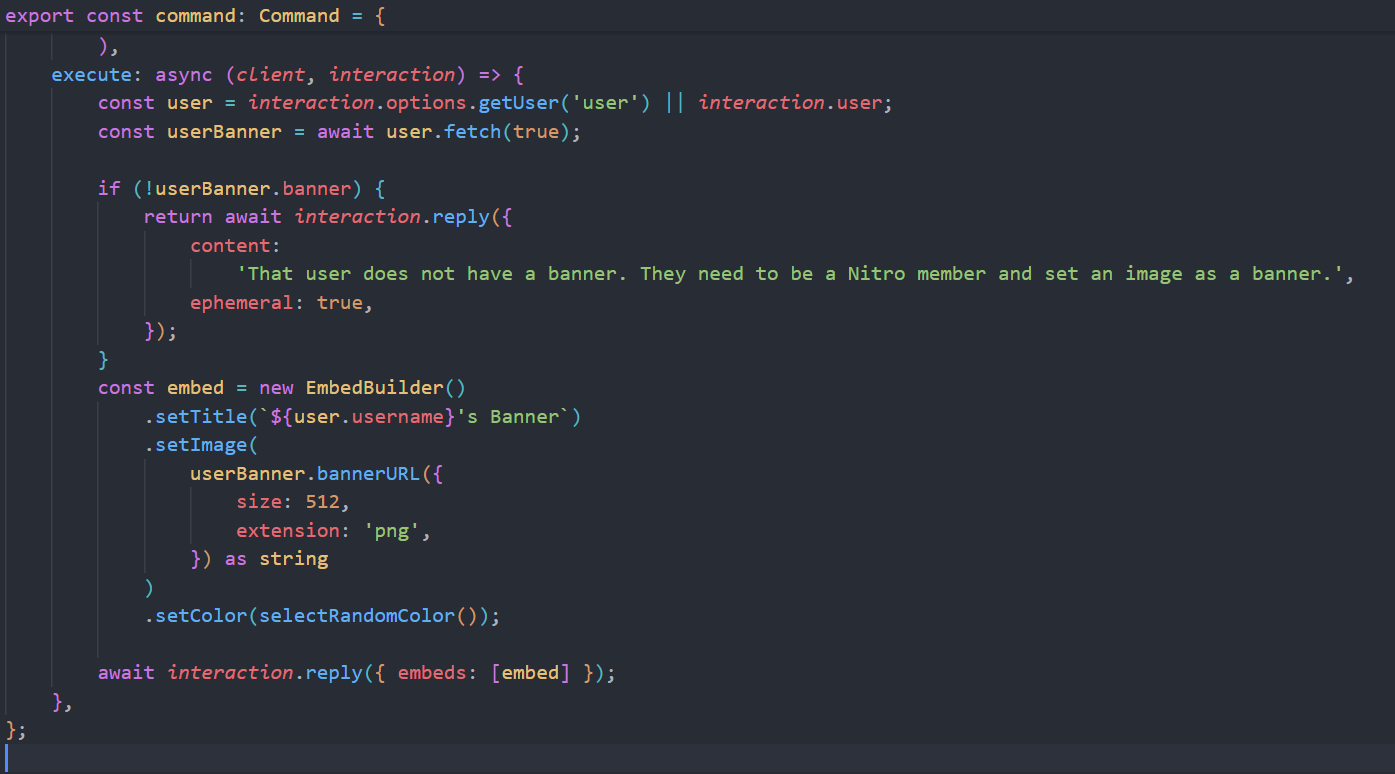 export const command: Command = {
        ),
    execute: async (client, interaction) => {
        const user = interaction.options.getUser('user') || interaction.user;
        const userBanner = await user.fetch(true);

        if (!userBanner.banner) {
            return await interaction.reply({
                content:
                    'That user does not have a banner. They need to be a Nitro member and set an image as a banner.',
                ephemeral: true,
            });
        }
        const embed = new EmbedBuilder()
            .setTitle(`${user.username}'s Banner`)
            .setImage(
                userBanner.bannerURL({
                    size: 512,
                    extension: 'png',
                }) as string
            )
            .setColor(selectRandomColor());

        await interaction.reply({ embeds: [embed] });
    },
};